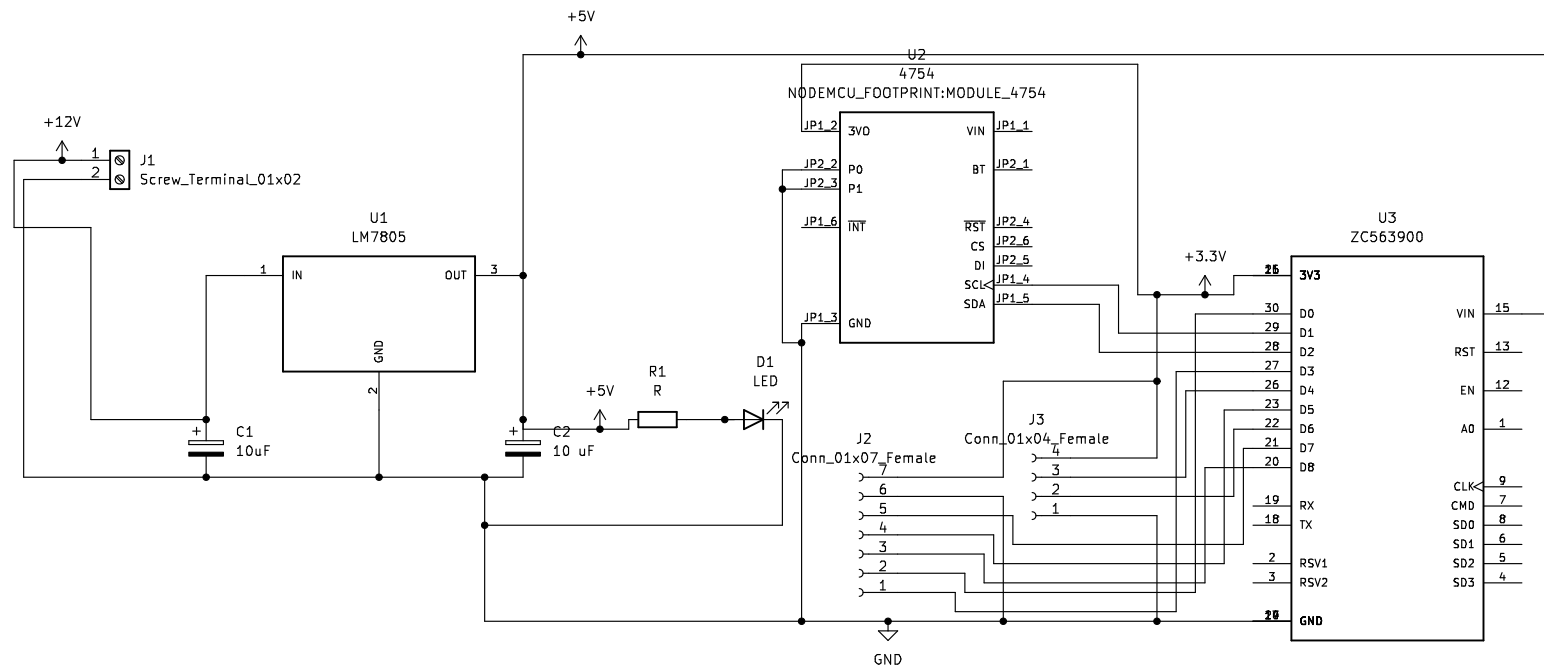 +5V
U2
4754
NODEMCU_FOOTPRINT:MODULE_4754
+12V
1
2
J1
Screw_Terminal_01x02
JP1_2
3VO
VIN
JP1_1
JP2_2
P0
BT
JP2_1
JP2_3
P1
JP1_6
INT
RST
JP2_4
CS
JP2_6
DI
JP2_5
SCL
JP1_4
SDA
JP1_5
JP1_3
GND
U1
LM7805
1
IN
OUT
3
GND
2
+3.3V
U3
ZC563900
3V3
30
D0
VIN
15
29
D1
28
D2
RST
13
27
D3
26
D4
EN
12
23
D5
22
D6
A0
1
21
D7
20
D8
CLK
9
19
RX
CMD
7
18
TX
SD0
8
SD1
6
2
RSV1
SD2
5
3
RSV2
SD3
4
GND
R1
R
D1
LED
+5V
+
C1
10uF
+
C2
10 uF
J3
Conn_01x04_Female
4
3
2
1
J2
Conn_01x07_Female
7
6
5
4
3
2
1
GND